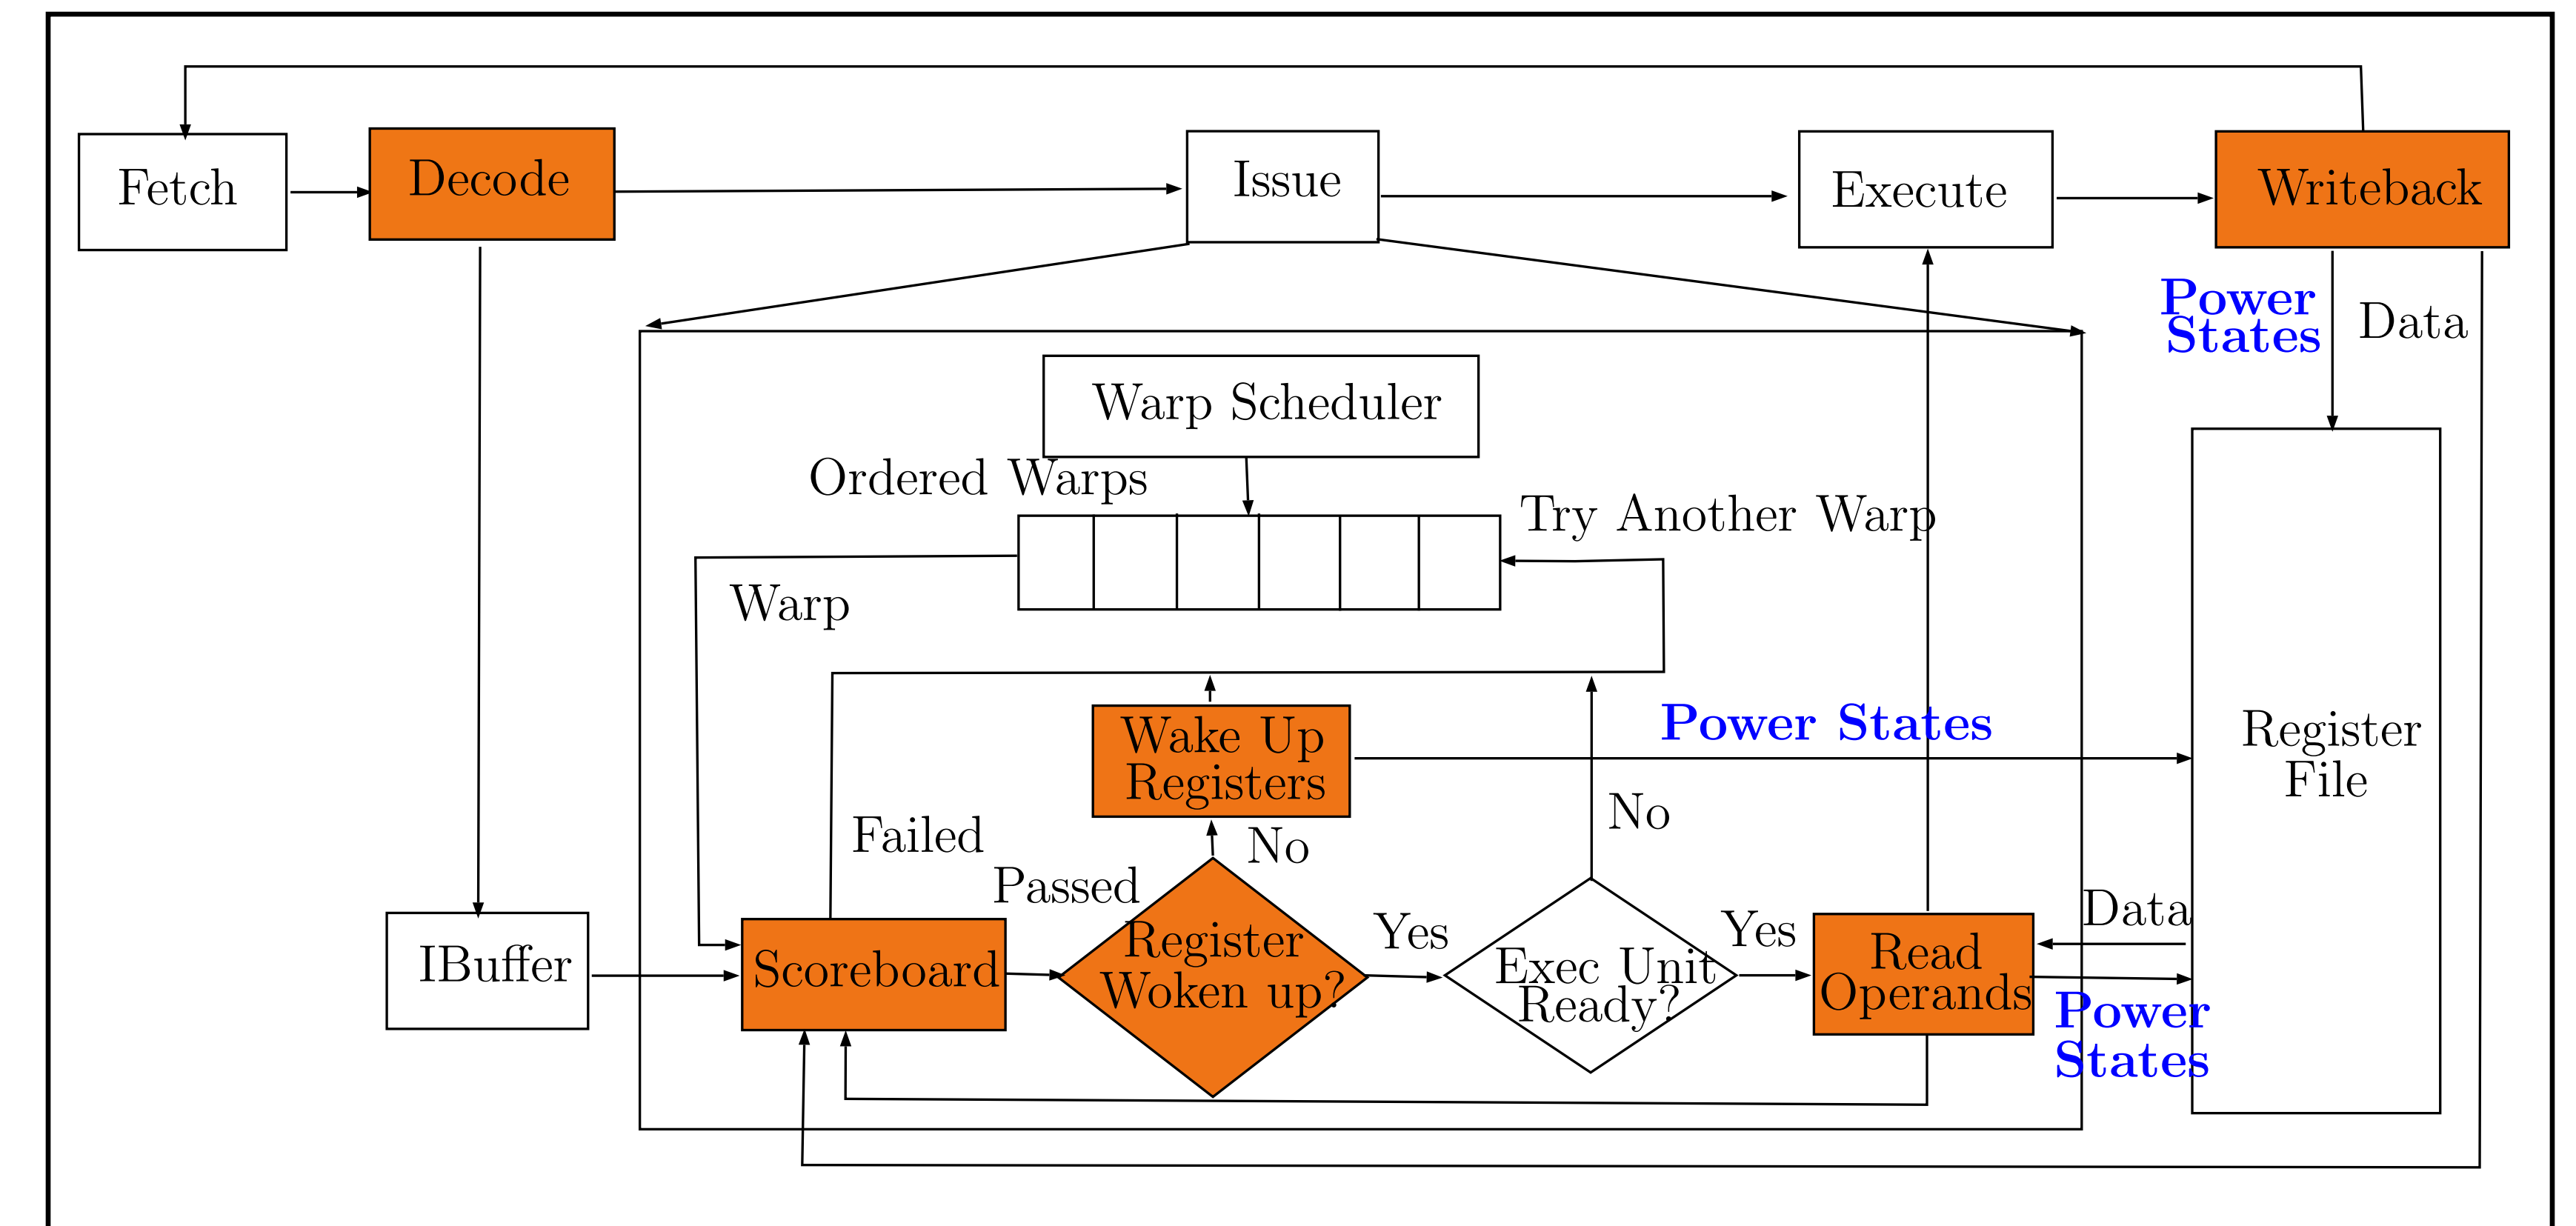 Fetch
Decode
Issue
Execute
Writeback
Power
States
Data
Warp Scheduler
Ordered Warps
Try Another Warp
Warp
Wake Up
Registers
Power States
Register
File
Failed
No
No
Passed
Yes
Yes
Data
IBuffer
Scoreboard
Register
Woken up?
Exec Unit
Ready?
Read
Operands
Power
States